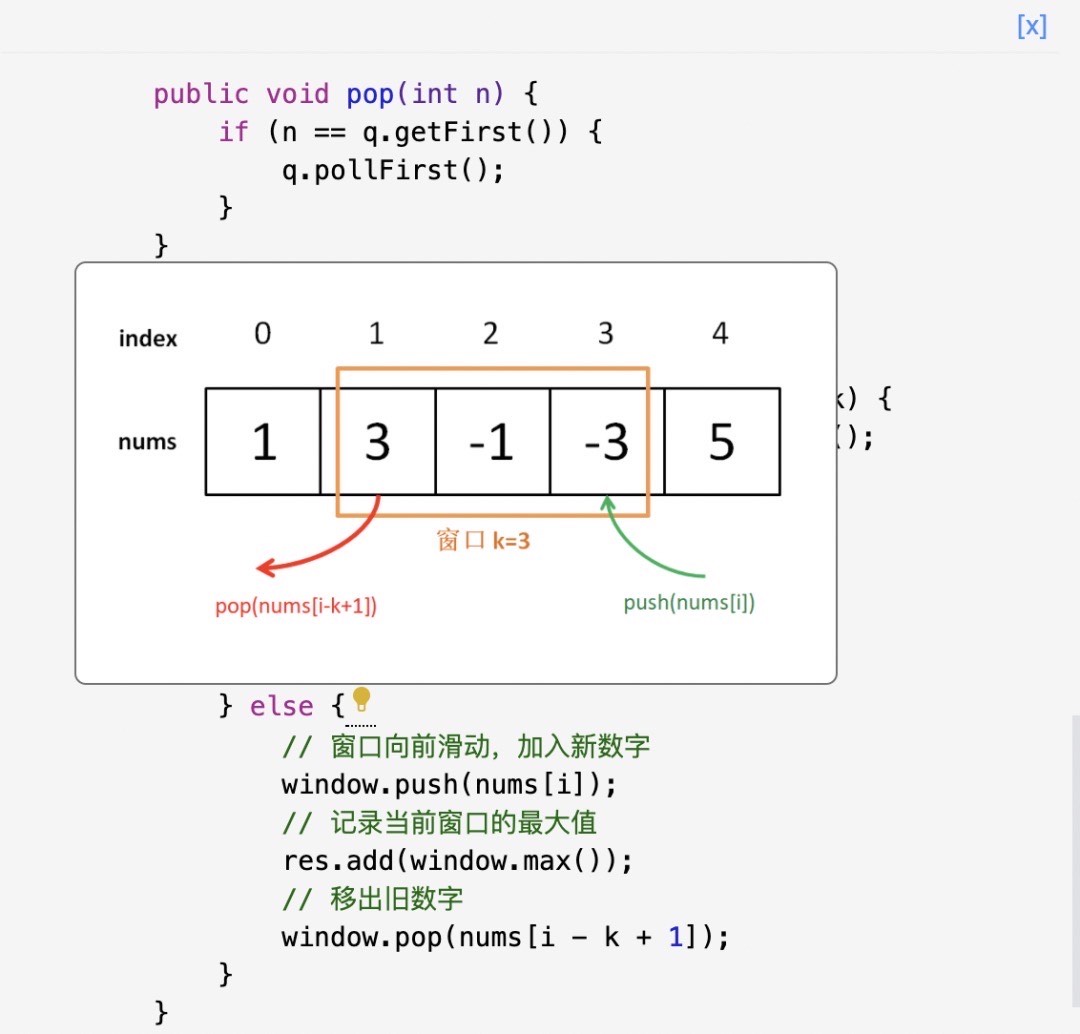 [x]
public void pop(int n) {
if (n == q.getFirst()) {
q.pollFirst();
}
}
index 0 1 2 3 4
k) {
nums 1 3 -1 -3 5
();
窗口 k=3
pop(nums[i-k+1])
push(nums[i])
} else {
// 窗口向前滑动，加入新数字
window.push(nums[i]);
// 记录当前窗口的最大值
res.add(window.max());
// 移出旧数字
window.pop(nums[i - k + 1]);
}
}